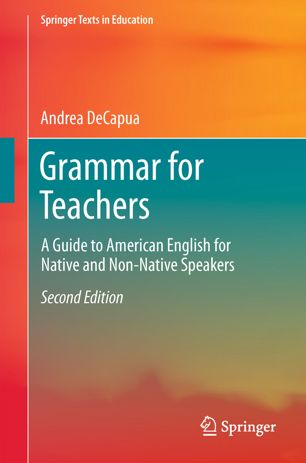 Springer Texts in Education
Andrea DeCapua
Grammar for
Teachers
A Guide to American English for
Native and Non-Native Speakers
Second Edition
Springer